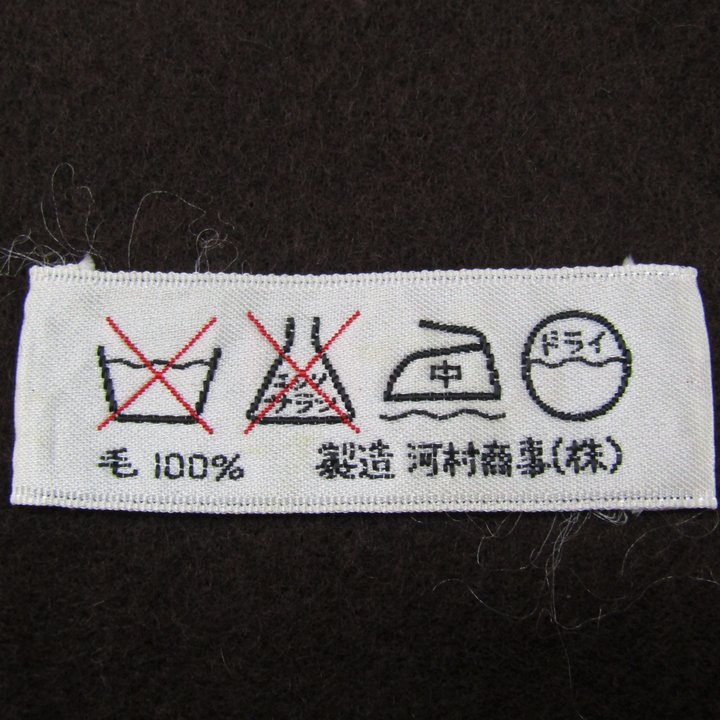 エンソ
サラシ
中
ドライ
毛 100% 製造 河村商事(株)